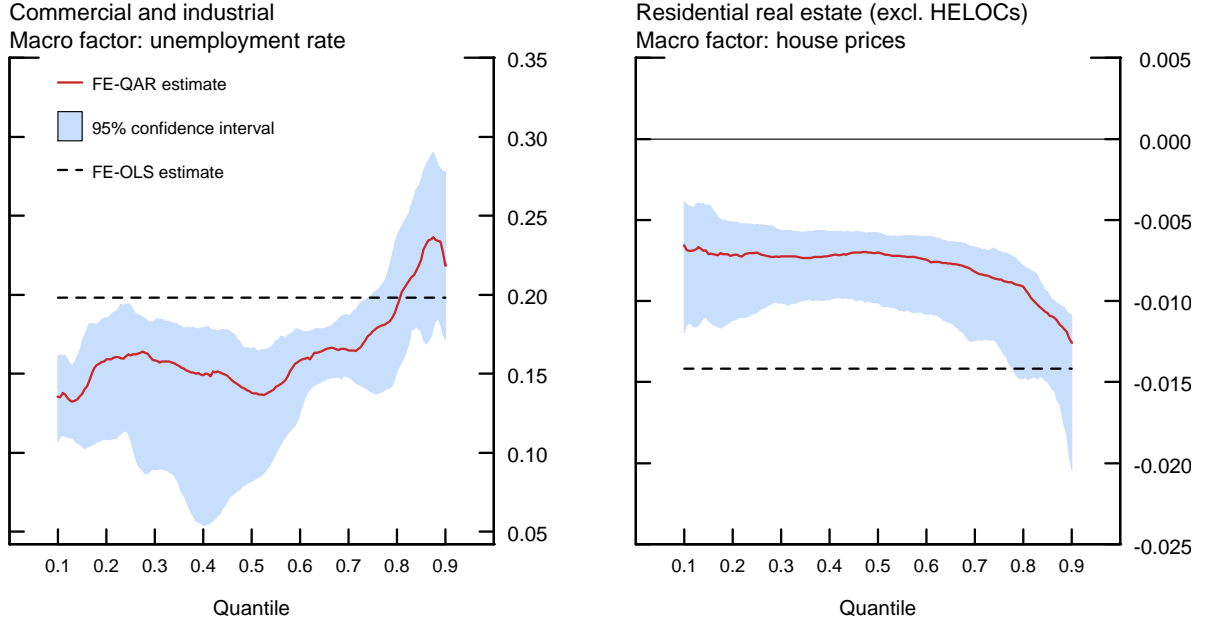 Commercial and industrial
Macro factor: unemployment rate
FE-QAR estimate
95% confidence interval
FE-OLS estimate
0.35
0.30
0.25
0.20
0.15
0.10
0.05
0.1 0.2 0.3 0.4 0.5 0.6 0.7 0.8 0.9
Quantile
Residential real estate (excl. HELOCs)
Macro factor: house prices
0.005
0.000
-0.005
-0.010
-0.015
-0.020
-0.025
0.1 0.2 0.3 0.4 0.5 0.6 0.7 0.8 0.9
Quantile